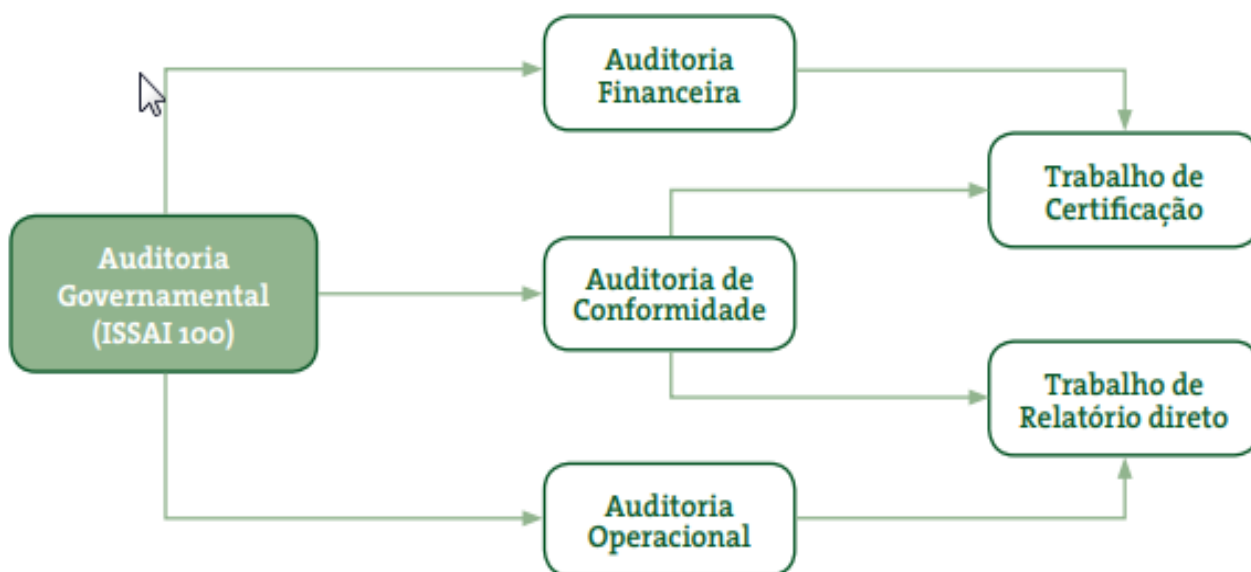 Auditoria
Financeira
Trabalho de
Certificação
Auditoria
Governamental
(ISSAI 100)
Auditoria de
Conformidade
Trabalho de
Relatório direto
Auditoria
Operacional